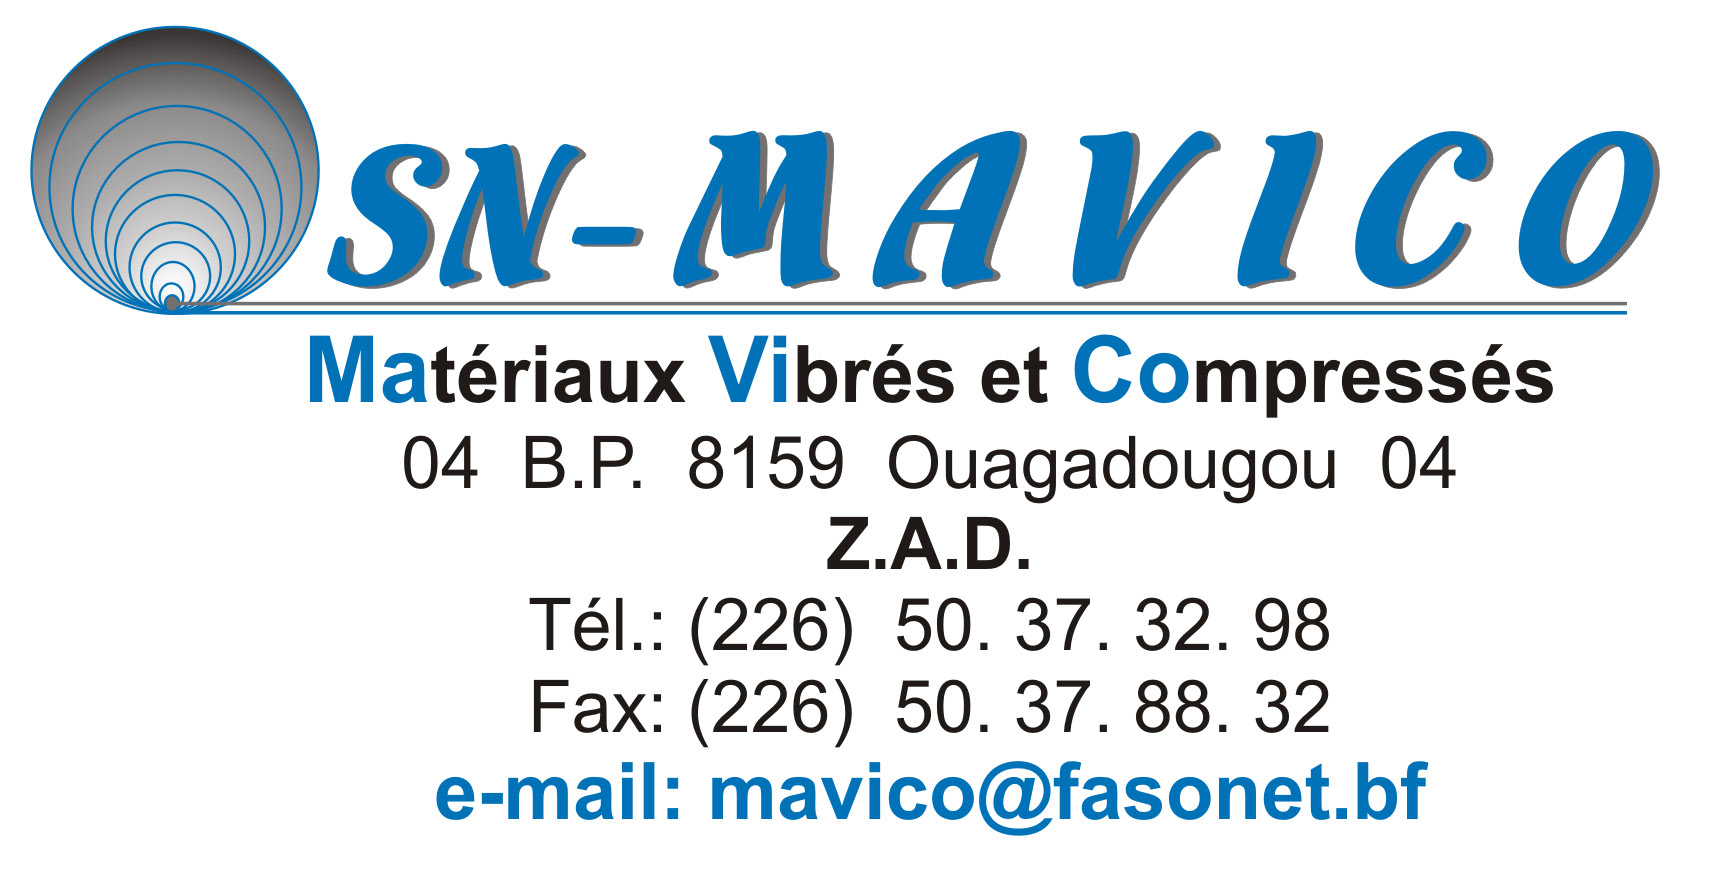 SN-MAVICO
Matériaux Vibrés et Compressés
04 B.P. 8159 Ouagadougou 04
Z.A.D.
Tél.: (226) 50. 37. 32. 98
Fax: (226) 50. 37. 88. 32
e-mail: mavico@fasonet.bf